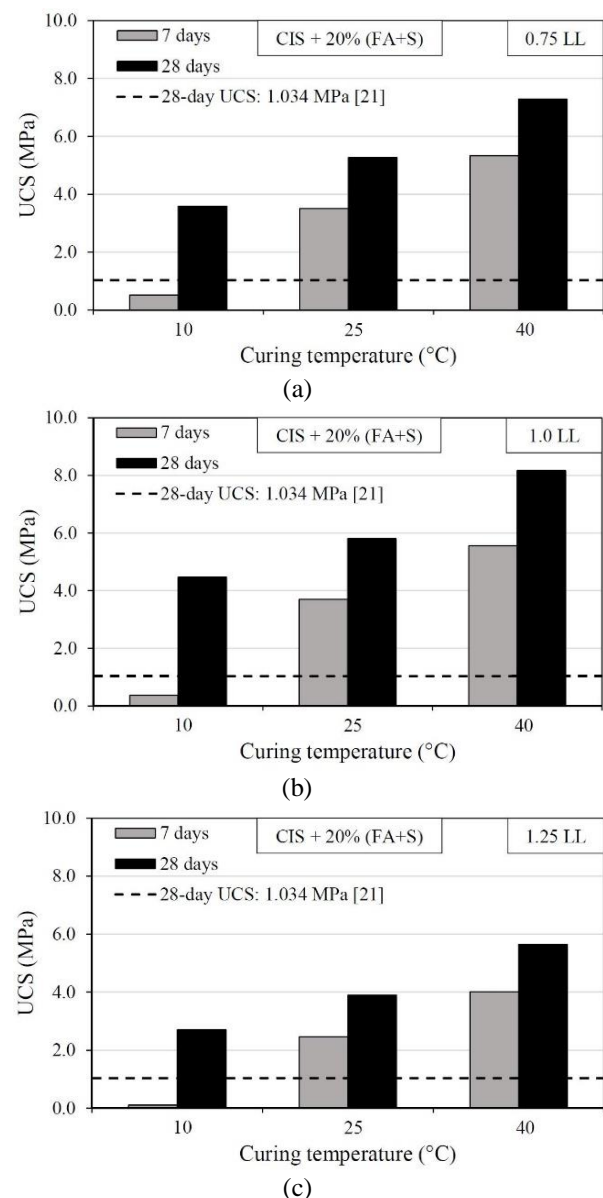 10.0
7 days
CIS + 20% (FA+S)
0.75 LL
8.0
28 days
28-day UCS: 1.034 MPa [21]
6.0
4.0
2.0
0.0
UCS (MPa)
10
25
40
Curing temperature (°C)
(a)
10.0
7 days
CIS + 20% (FA+S)
1.0 LL
8.0
28 days
28-day UCS: 1.034 MPa [21]
6.0
4.0
2.0
0.0
UCS (MPa)
10
25
40
Curing temperature (°C)
(b)
10.0
7 days
CIS + 20% (FA+S)
1.25 LL
8.0
28 days
28-day UCS: 1.034 MPa [21]
6.0
4.0
2.0
0.0
UCS (MPa)
10
25
40
Curing temperature (°C)
(c)